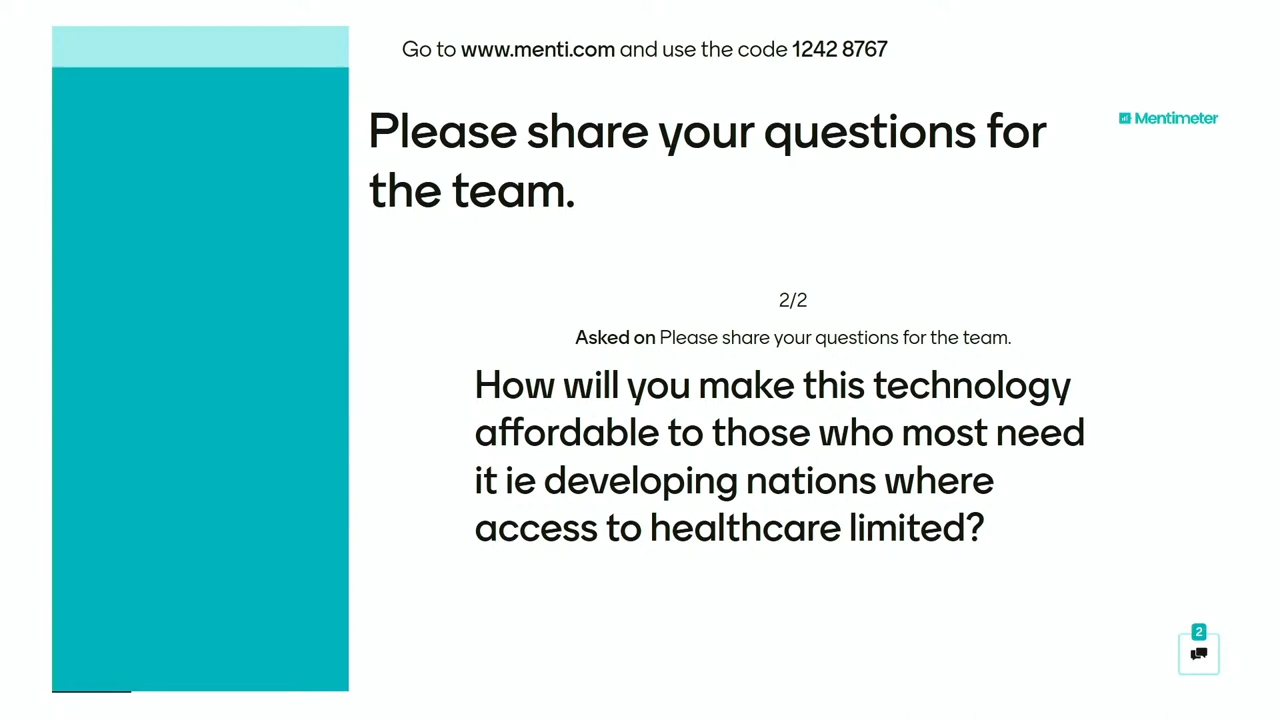 Go to www.menti.com and use the code 1242 8767
Mentimeter
Please share your questions for
the team.
2/2
Asked on Please share your questions for the team.
How will you make this technology
affordable to those who most need
it ie developing nations where
access to healthcare limited?
2